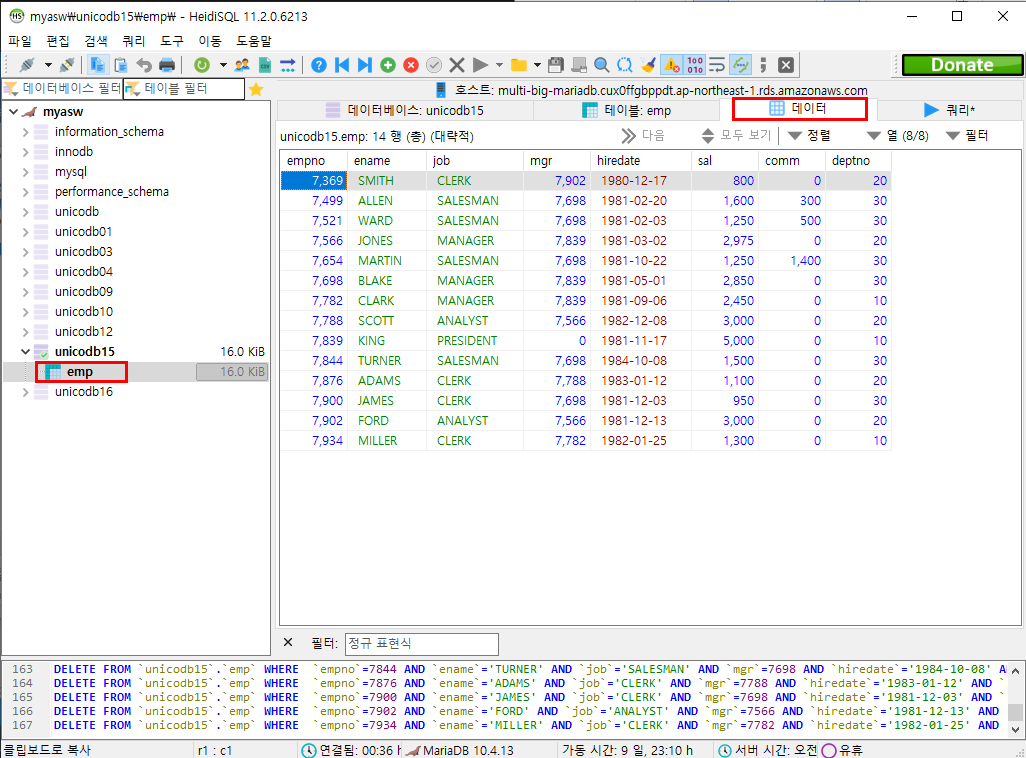 myasw₩unicodb15₩emp₩ - HeidiSQL 11.2.0.6213
파일 편집 검색 쿼리 도구 이동 도움말
Donate
데이터베이스 필터 테이블 필터
호스트: multi-big-mariadb.cux0ffgbppdt.ap-northeast-1.rds.amazonaws.com
데이터베이스: unicodb15 테이블: emp 데이터 쿼리*
unicodb15.emp: 14 행 (총) (대략적) 다음 모두 보기 정렬 열 (8/8) 필터
myasw
information_schema
innodb
mysql
performance_schema
unicodb
unicodb01
unicodb03
unicodb04
unicodb09
unicodb10
unicodb12
unicodb15 16.0 KiB
emp 16.0 KiB
unicodb16
empno ename job mgr hiredate sal comm deptno
7,369 SMITH CLERK 7,902 1980-12-17 800 0 20
7,499 ALLEN SALESMAN 7,698 1981-02-20 1,600 300 30
7,521 WARD SALESMAN 7,698 1981-02-03 1,250 500 30
7,566 JONES MANAGER 7,839 1981-03-02 2,975 0 20
7,654 MARTIN SALESMAN 7,698 1981-10-22 1,250 1,400 30
7,698 BLAKE MANAGER 7,839 1981-05-01 2,850 0 30
7,782 CLARK MANAGER 7,839 1981-09-06 2,450 0 10
7,788 SCOTT ANALYST 7,566 1982-12-08 3,000 0 20
7,839 KING PRESIDENT 0 1981-11-17 5,000 0 10
7,844 TURNER SALESMAN 7,698 1984-10-08 1,500 0 30
7,876 ADAMS CLERK 7,788 1983-01-12 1,100 0 20
7,900 JAMES CLERK 7,698 1981-12-03 950 0 30
7,902 FORD ANALYST 7,566 1981-12-13 3,000 0 20
7,934 MILLER CLERK 7,782 1982-01-25 1,300 0 10
필터: 정규 표현식
163 DELETE FROM `unicodb15`.`emp` WHERE `empno`=7844 AND `ename`='TURNER' AND `job`='SALESMAN' AND `mgr`=7698 AND `hiredate`='1984-10-08'
164 DELETE FROM `unicodb15`.`emp` WHERE `empno`=7876 AND `ename`='ADAMS' AND `job`='CLERK' AND `mgr`=7788 AND `hiredate`='1983-01-12' AND `
165 DELETE FROM `unicodb15`.`emp` WHERE `empno`=7900 AND `ename`='JAMES' AND `job`='CLERK' AND `mgr`=7698 AND `hiredate`='1981-12-03' AND `
166 DELETE FROM `unicodb15`.`emp` WHERE `empno`=7902 AND `ename`='FORD' AND `job`='ANALYST' AND `mgr`=7566 AND `hiredate`='1981-12-13' AND
167 DELETE FROM `unicodb15`.`emp` WHERE `empno`=7934 AND `ename`='MILLER' AND `job`='CLERK' AND `mgr`=7782 AND `hiredate`='1982-01-25' AND
클립보드로 복사 r1 : c1 연결됨: 00:36 h MariaDB 10.4.13 가동 시간: 9 일, 23:10 h 서버 시간: 오전 유휴